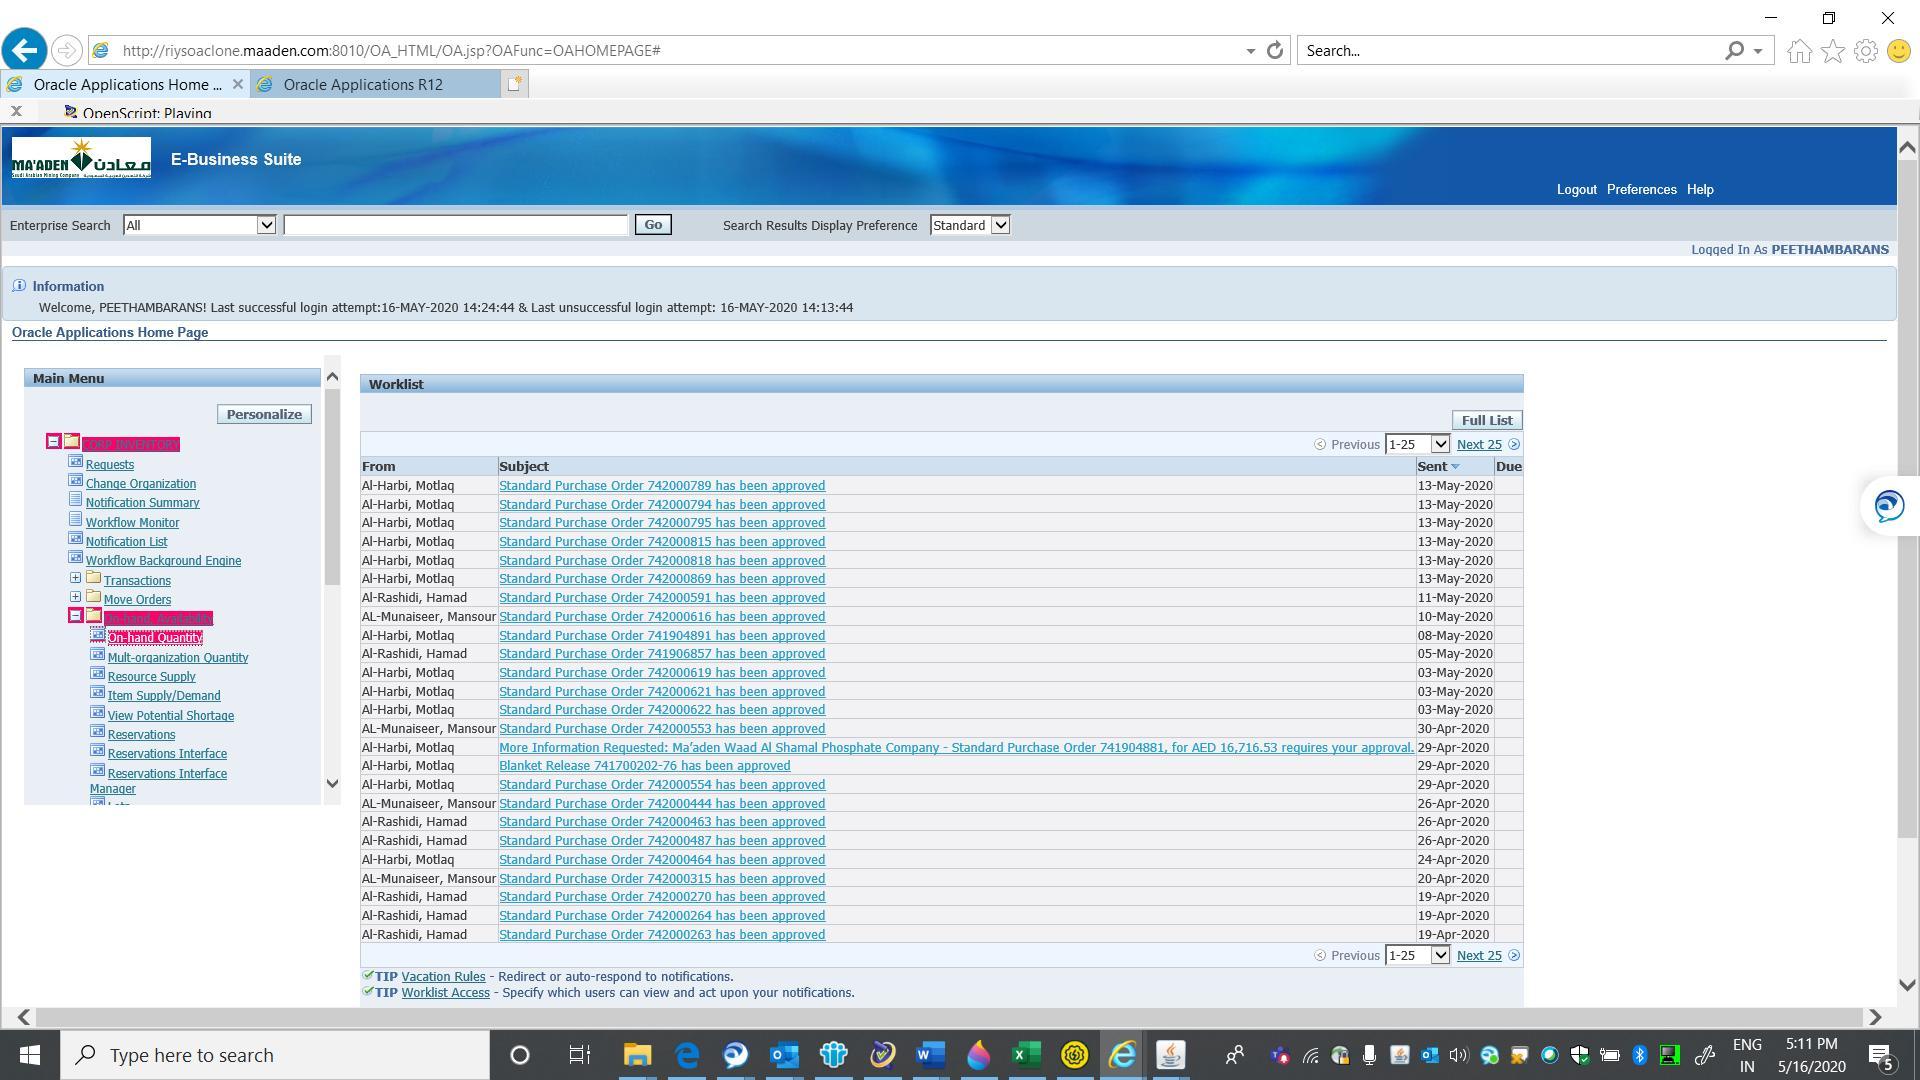 http://riysoaclone.maaden.com:8010/OA_HTML/OA.jsp?OAFunc=OAHOMEPAGE#
Search...
Oracle Applications Home ...
Oracle Applications R12
OpenScript: Playing
MA'ADEN معادن
Saudi Arabian Mining Company
E-Business Suite
Logout Preferences Help
Enterprise Search All Go Search Results Display Preference Standard
Logged In As PEETHAMBARANS
Information
Welcome, PEETHAMBARANS! Last successful login attempt:16-MAY-2020 14:24:44 & Last unsuccessful login attempt: 16-MAY-2020 14:13:44
Oracle Applications Home Page
Main Menu
Personalize
CORP INVENTORY
Requests
Change Organization
Notification Summary
Workflow Monitor
Notification List
Workflow Background Engine
Transactions
Move Orders
On-hand, Availability
On-hand Quantity
Mult-organization Quantity
Resource Supply
Item Supply/Demand
View Potential Shortage
Reservations
Reservations Interface
Reservations Interface
Manager
Worklist
Full List
Previous 1-25 Next 25
From Subject Sent Due
Al-Harbi, Motlaq Standard Purchase Order 742000789 has been approved 13-May-2020
Al-Harbi, Motlaq Standard Purchase Order 742000794 has been approved 13-May-2020
Al-Harbi, Motlaq Standard Purchase Order 742000795 has been approved 13-May-2020
Al-Harbi, Motlaq Standard Purchase Order 742000815 has been approved 13-May-2020
Al-Harbi, Motlaq Standard Purchase Order 742000818 has been approved 13-May-2020
Al-Harbi, Motlaq Standard Purchase Order 742000869 has been approved 13-May-2020
Al-Rashidi, Hamad Standard Purchase Order 742000591 has been approved 11-May-2020
AL-Munaiseer, Mansour Standard Purchase Order 742000616 has been approved 10-May-2020
Al-Harbi, Motlaq Standard Purchase Order 741904891 has been approved 08-May-2020
Al-Rashidi, Hamad Standard Purchase Order 741906857 has been approved 05-May-2020
Al-Harbi, Motlaq Standard Purchase Order 742000619 has been approved 03-May-2020
Al-Harbi, Motlaq Standard Purchase Order 742000621 has been approved 03-May-2020
Al-Harbi, Motlaq Standard Purchase Order 742000622 has been approved 03-May-2020
AL-Munaiseer, Mansour Standard Purchase Order 742000553 has been approved 30-Apr-2020
Al-Harbi, Motlaq More Information Requested: Ma'aden Waad Al Shamal Phosphate Company - Standard Purchase Order 741904881, for AED 16,716.53 requires your approval. 29-Apr-2020
Al-Harbi, Motlaq Blanket Release 741700202-76 has been approved 29-Apr-2020
Al-Harbi, Motlaq Standard Purchase Order 742000554 has been approved 29-Apr-2020
AL-Munaiseer, Mansour Standard Purchase Order 742000444 has been approved 26-Apr-2020
Al-Rashidi, Hamad Standard Purchase Order 742000463 has been approved 26-Apr-2020
Al-Rashidi, Hamad Standard Purchase Order 742000487 has been approved 26-Apr-2020
Al-Harbi, Motlaq Standard Purchase Order 742000464 has been approved 24-Apr-2020
AL-Munaiseer, Mansour Standard Purchase Order 742000315 has been approved 20-Apr-2020
Al-Rashidi, Hamad Standard Purchase Order 742000270 has been approved 19-Apr-2020
Al-Rashidi, Hamad Standard Purchase Order 742000264 has been approved 19-Apr-2020
Al-Rashidi, Hamad Standard Purchase Order 742000263 has been approved 19-Apr-2020
Previous 1-25 Next 25
TIP Vacation Rules - Redirect or auto-respond to notifications.
TIP Worklist Access - Specify which users can view and act upon your notifications.
Type here to search
ENG
IN
5:11 PM
5/16/2020
5